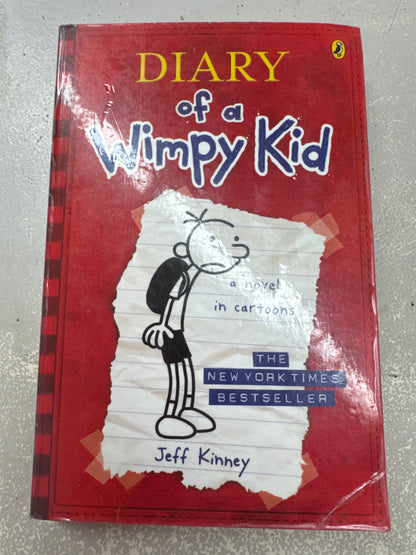 DIARY
of a
Wimpy Kid
a novel
in cartoons
THE
NEW YORK TIMES
BESTSELLER
Jeff Kinney